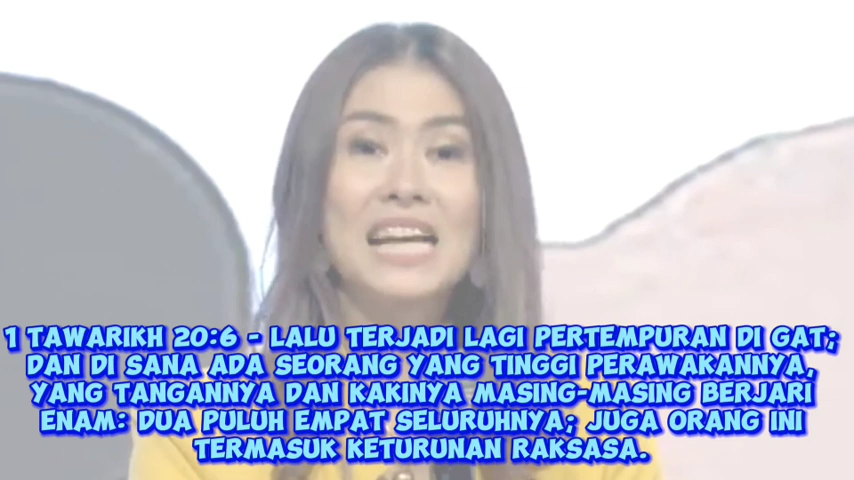 1 TAWARIKH 20:6 - LALU TERJADI LAGI PERTEMPURAN DI GAT;
DAN DI SANA ADA SEORANG YANG TINGGI PERAWAKANNYA,
YANG TANGANNYA DAN KAKINYA MASING-MASING BERJARI
ENAM: DUA PULUH EMPAT SELURUHNYA; JUGA ORANG INI
TERMASUK KETURUNAN RAKSASA.